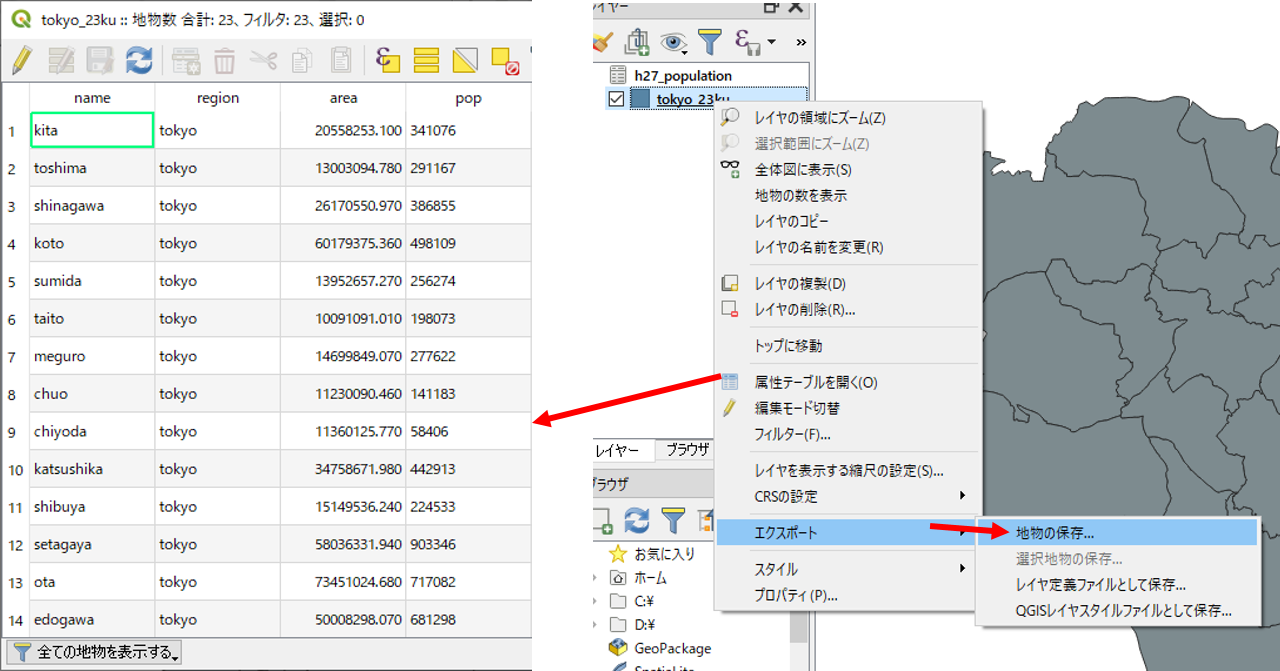 tokyo_23ku :: 地物数 合計: 23、フィルタ: 23、選択: 0
name region area pop
1 kita tokyo 20558253.100 341076
2 toshima tokyo 13003094.780 291167
3 shinagawa tokyo 26170550.970 386855
4 koto tokyo 60179375.360 498109
5 sumida tokyo 13952657.270 256274
6 taito tokyo 10091091.010 198073
7 meguro tokyo 14699849.070 277622
8 chuo tokyo 11230090.460 141183
9 chiyoda tokyo 11360125.770 58406
10 katsushika tokyo 34758671.980 442913
11 shibuya tokyo 15149536.240 224533
12 setagaya tokyo 58036331.940 903346
13 ota tokyo 73451024.680 717082
14 edogawa tokyo 50008298.070 681298
全ての地物を表示する
レイヤー
h27_population
tokyo_23ku
レイヤの領域にズーム(Z)
選択範囲にズーム(Z)
全体図に表示(S)
地物の数を表示
レイヤのコピー
レイヤの名前を変更(R)
レイヤの複製(D)
レイヤの削除(R)...
トップに移動
属性テーブルを開く(O)
編集モード切替
フィルター(F)...
レイヤを表示する縮尺の設定(S)...
CRSの設定
エクスポート
スタイル
プロパティ(P)...
地物の保存...
選択地物の保存...
レイヤ定義ファイルとして保存...
QGISレイヤスタイルファイルとして保存...
レイヤー ブラウザ
ブラウザ
お気に入り
ホーム
C:¥
D:¥
GeoPackage
SpatiaLite